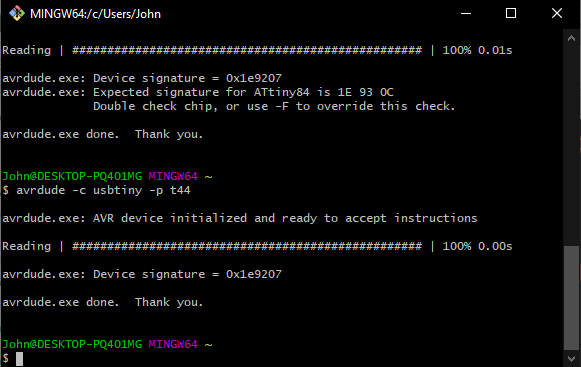 MINGW64:/c/Users/John
Reading | ################################################## | 100% 0.01s
avrdude.exe: Device signature = 0x1e9207
avrdude.exe: Expected signature for ATtiny84 is 1E 93 0C
Double check chip, or use -F to override this check.
avrdude.exe done.  Thank you.
John@DESKTOP-PQ401MG MINGW64 ~
$ avrdude -c usbtiny -p t44
avrdude.exe: AVR device initialized and ready to accept instructions
Reading | ################################################## | 100% 0.00s
avrdude.exe: Device signature = 0x1e9207
avrdude.exe done.  Thank you.
John@DESKTOP-PQ401MG MINGW64 ~
$